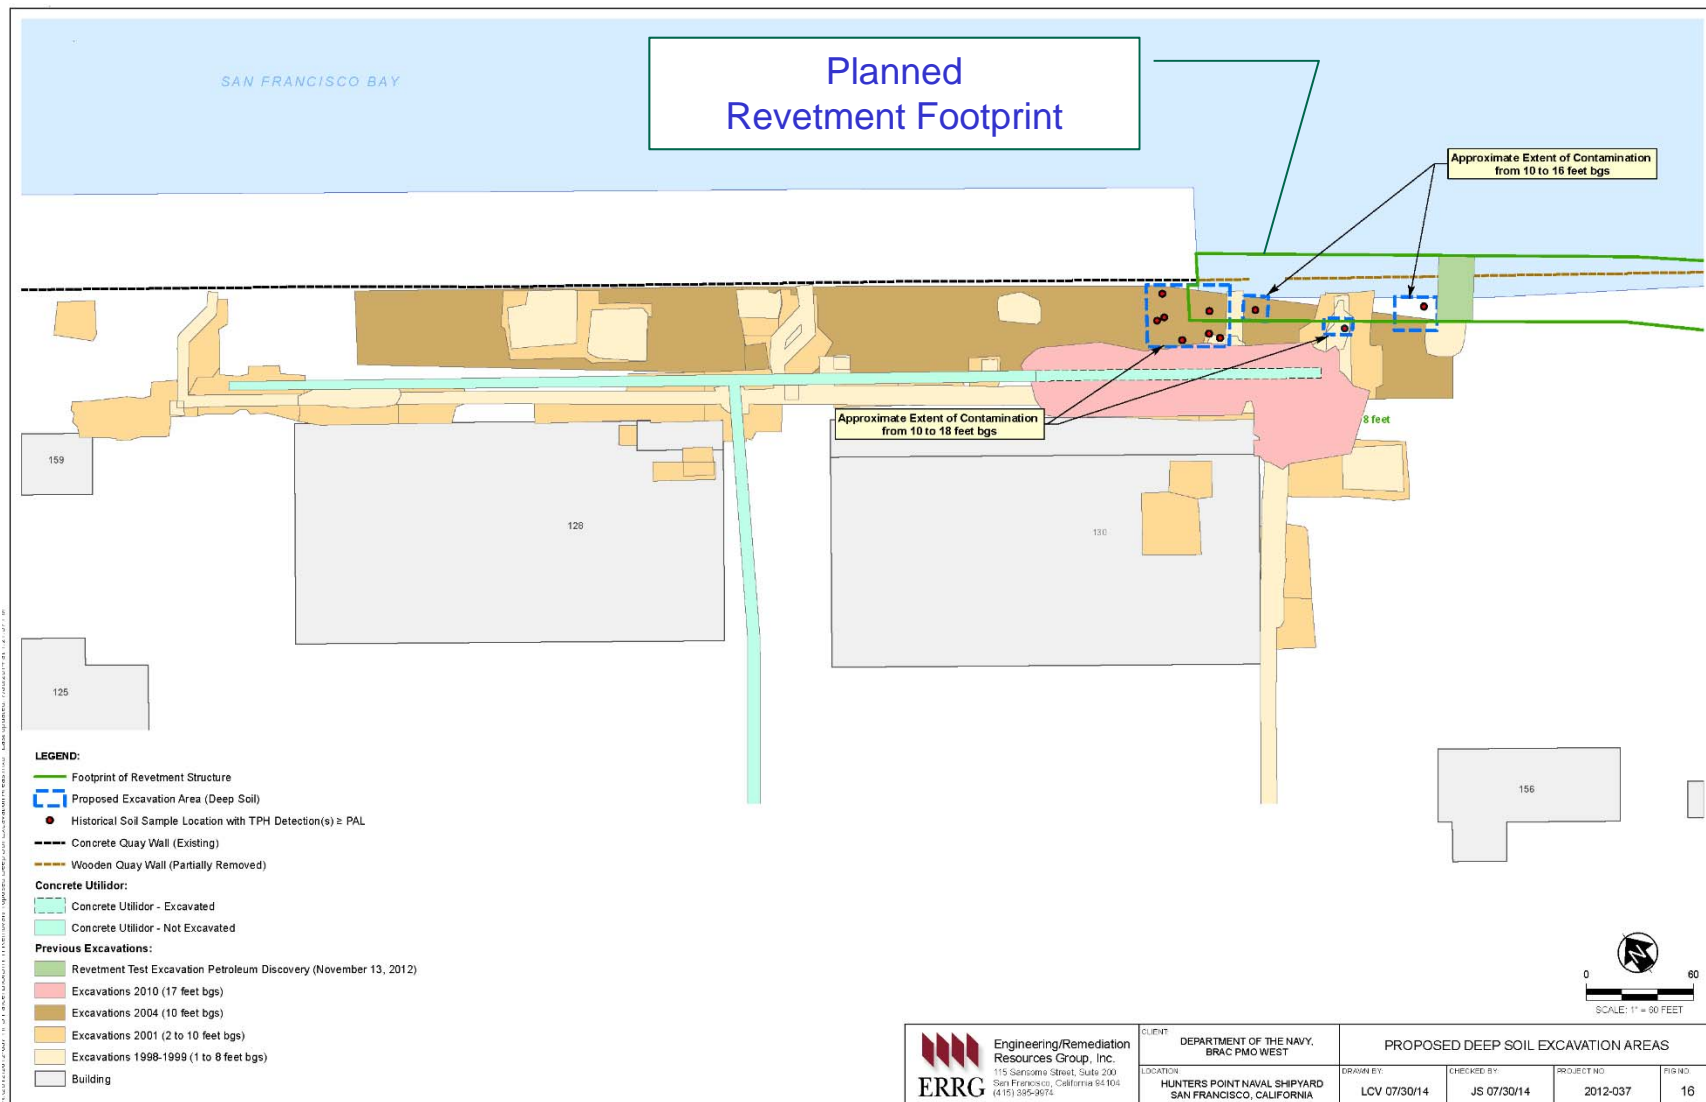 SAN FRANCISCO BAY
Planned
Revetment Footprint
Approximate Extent of Contamination
from 10 to 16 feet bgs
Approximate Extent of Contamination
from 10 to 18 feet bgs
8 feet
159
128
130
125
156
LEGEND:
Footprint of Revetment Structure
Proposed Excavation Area (Deep Soil)
Historical Soil Sample Location with TPH Detection(s) ≥ PAL
Concrete Quay Wall (Existing)
Wooden Quay Wall (Partially Removed)
Concrete Utilidor:
Concrete Utilidor - Excavated
Concrete Utilidor - Not Excavated
Previous Excavations:
Revetment Test Excavation Petroleum Discovery (November 13, 2012)
Excavations 2010 (17 feet bgs)
Excavations 2004 (10 feet bgs)
Excavations 2001 (2 to 10 feet bgs)
Excavations 1998-1999 (1 to 8 feet bgs)
Building
N
0 60
SCALE: 1" = 60 FEET
ERRG
Engineering/Remediation
Resources Group, Inc.
115 Sansome Street, Suite 200
San Francisco, California 94104
(415) 395-9974
CLIENT:
DEPARTMENT OF THE NAVY,
BRAC PMO WEST
LOCATION:
HUNTERS POINT NAVAL SHIPYARD
SAN FRANCISCO, CALIFORNIA
PROPOSED DEEP SOIL EXCAVATION AREAS
DRAWN BY:
LCV 07/30/14
CHECKED BY:
JS 07/30/14
PROJECT NO.
2012-037
FIG NO.
16